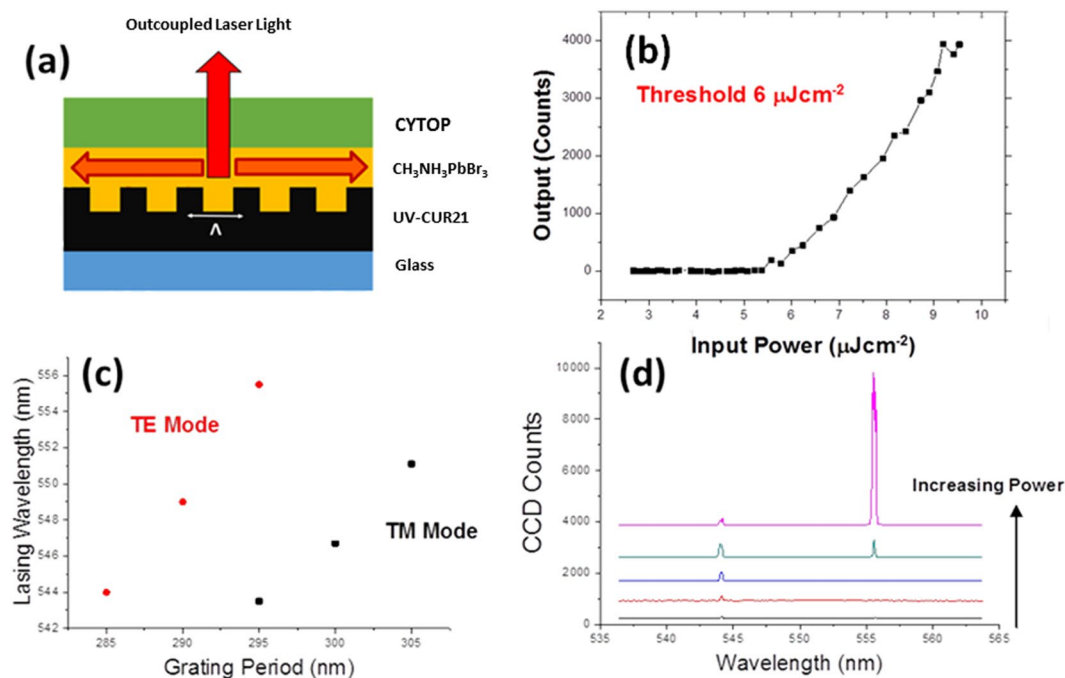 Outcoupled Laser Light
(a)
CYTOP
CH₃NH₃PbBr₃
UV-CUR21
Λ
Glass
(b)
Threshold 6 μJcm⁻²
Output (Counts)
4000
3000
2000
1000
0
2 3 4 5 6 7 8 9 10
Input Power (μJcm⁻²)
(c)
TE Mode
TM Mode
Lasing Wavelength (nm)
556
554
552
550
548
546
544
542
285 290 295 300 305
Grating Period (nm)
(d)
Increasing Power
CCD Counts
10000
8000
6000
4000
2000
0
535 540 545 550 555 560 565
Wavelength (nm)